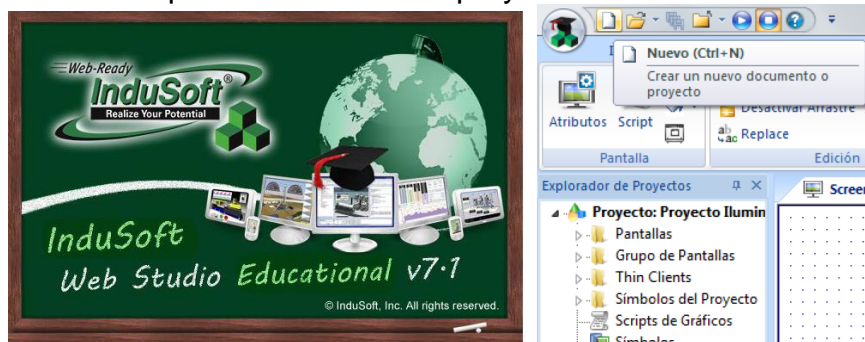 Web-Ready
InduSoft®
Realize Your Potential
InduSoft
Web Studio Educational v7.1
© InduSoft, Inc. All rights reserved.
Nuevo (Ctrl+N)
Crear un nuevo documento o
proyecto
Atributos
Script
Desactivar Arrastre
Replace
Pantalla
Edición
Explorador de Proyectos
Screen
Proyecto: Proyecto Ilumin
Pantallas
Grupo de Pantallas
Thin Clients
Símbolos del Proyecto
Scripts de Gráficos
Símbolos